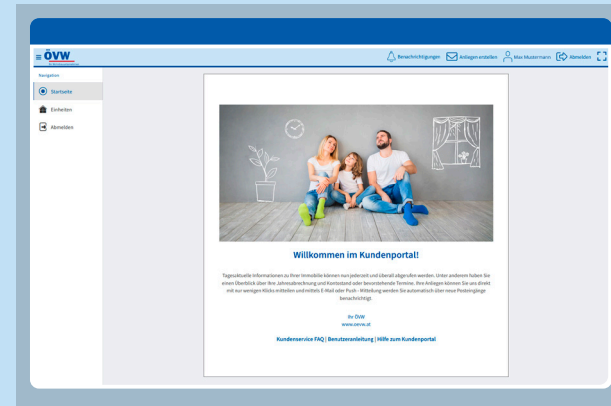 ÖVW
Benachrichtigungen
Anliegen erstellen
Max Mustermann
Abmelden
Navigation
Startseite
Einheiten
Abmelden
Willkommen im Kundenportal!
Tagesaktuelle Informationen zu Ihrer Immobilie können nun jederzeit und überall abgerufen werden. Unter anderem haben Sie
einen Überblick über Ihre Jahresabrechnung und Kontostand oder bevorstehende Termine. Ihre Anliegen können Sie uns direkt
mit nur wenigen Klicks mitteilen und mittels E-Mail oder Push - Mitteilung werden Sie automatisch über neue Posteingänge
benachrichtigt.
Ihr ÖVW
www.oevw.at
Kundenservice FAQ | Benutzeranleitung | Hilfe zum Kundenportal